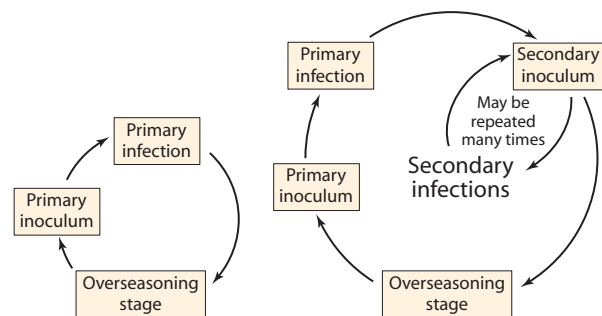 Primary
infection
Primary
inoculum
Overseasoning
stage
Primary
infection
Secondary
inoculum
May be
repeated
many times
Secondary
infections
Primary
inoculum
Overseasoning
stage